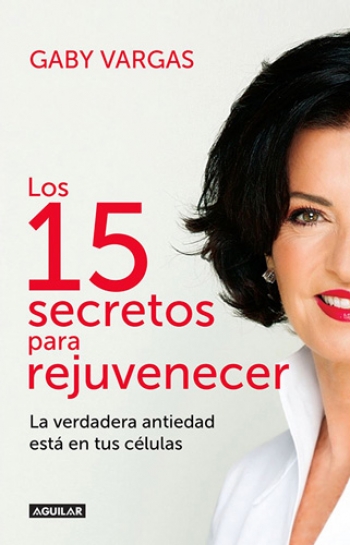 GABY VARGAS
Los
15
secretos
para
rejuvenecer
La verdadera antiedad
está en tus células
AGUILAR